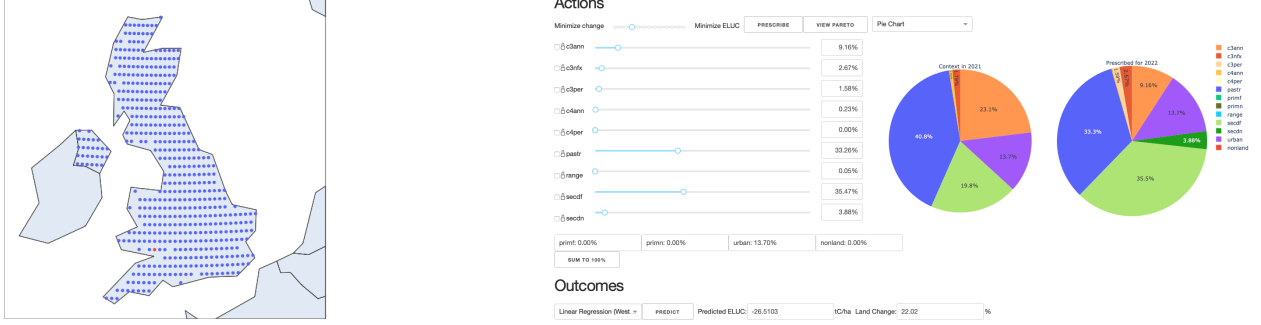 Actions
Minimize change Minimize ELUC PRESCRIBE VIEW PARETO Pie Chart
c3ann 9.16%
c3nfx 2.67%
c3per 1.58%
c4ann 0.23%
c4per 0.00%
pastr 33.26%
range 0.05%
secdf 35.47%
secdn 3.88%
primf: 0.00% primn: 0.00% urban: 13.70% nonland: 0.00%
SUM TO 100%
Context in 2021
23.1%
13.7%
19.8%
40.8%
Prescribed for 2022
9.16%
13.7%
3.88%
35.5%
33.3%
1.58%
2.67%
c3ann
c3nfx
c3per
c4ann
c4per
pastr
primf
primn
range
secdf
secdn
urban
nonland
Outcomes
Linear Regression (West. PREDICT Predicted ELUC: -26.5103 tC/ha Land Change: 22.02 %